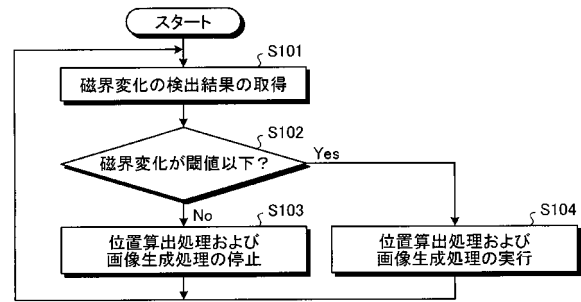 スタート
S101
磁界変化の検出結果の取得
S102
磁界変化が閾値以下？
Yes
No
S103
位置算出処理および
画像生成処理の停止
S104
位置算出処理および
画像生成処理の実行